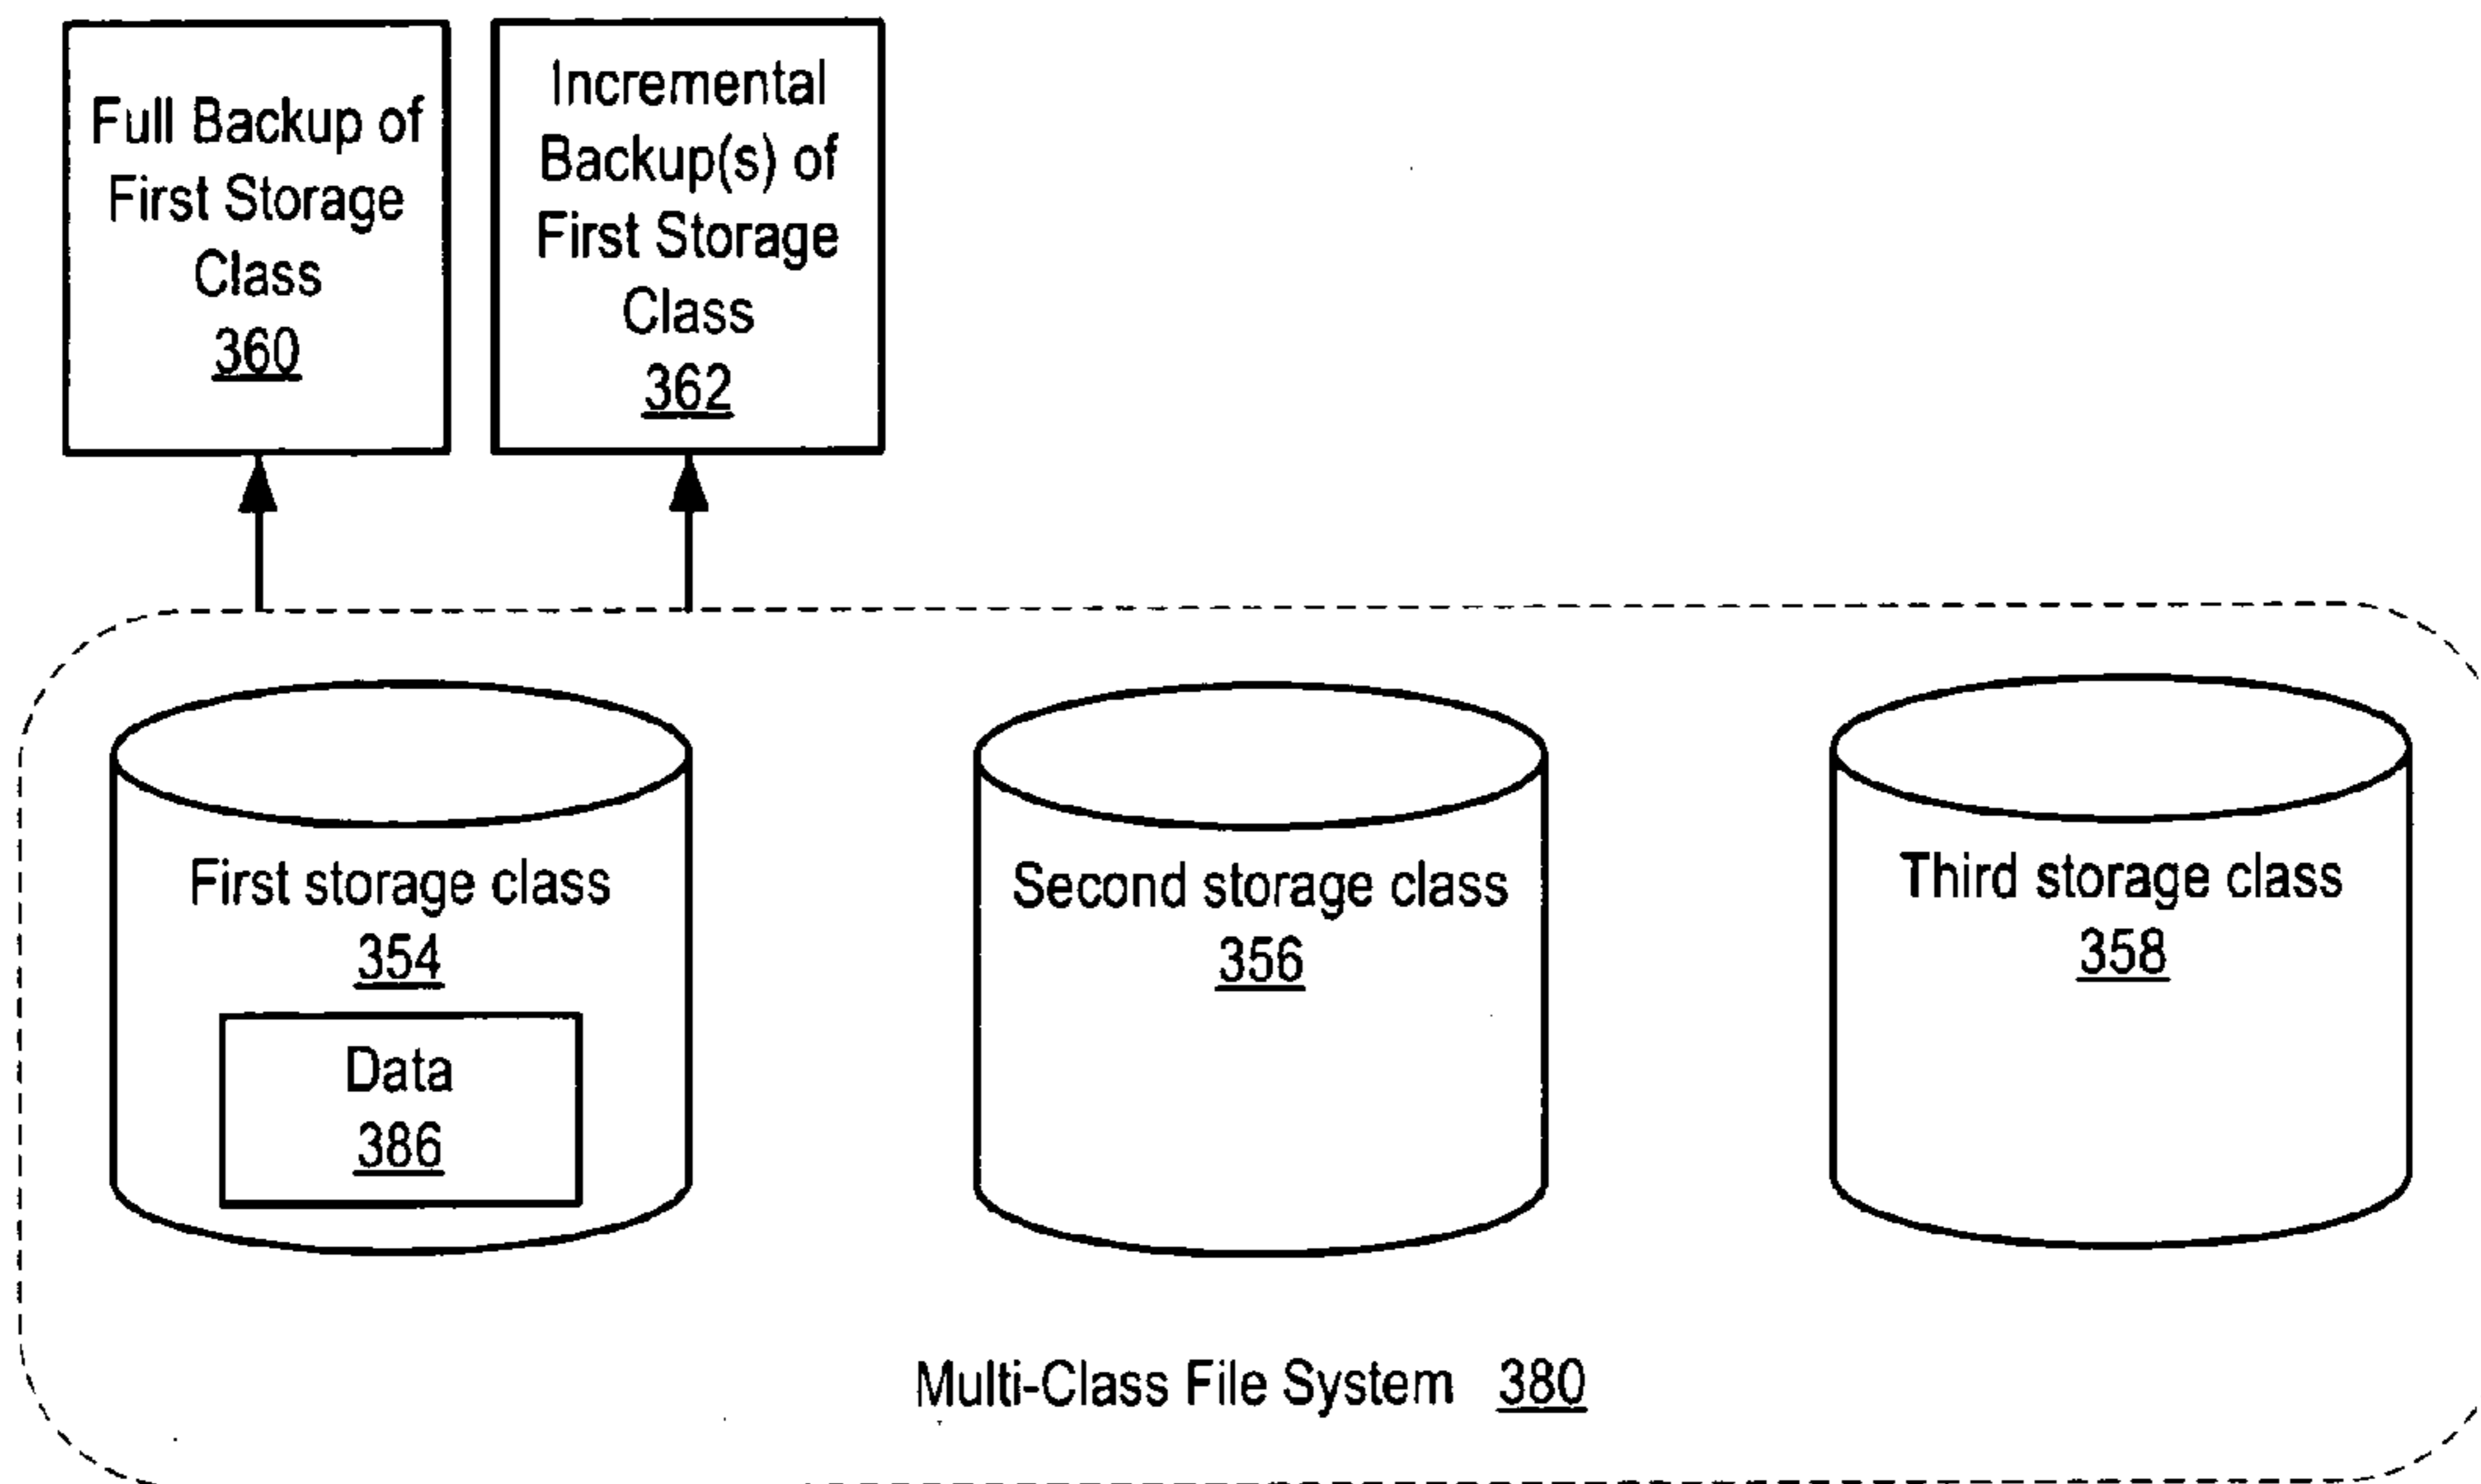 Full Backup of
First Storage
Class
360
Incremental
Backup(s) of
First Storage
Class
362
First storage class
354
Data
386
Second storage class
356
Third storage class
358
Multi-Class File System 380